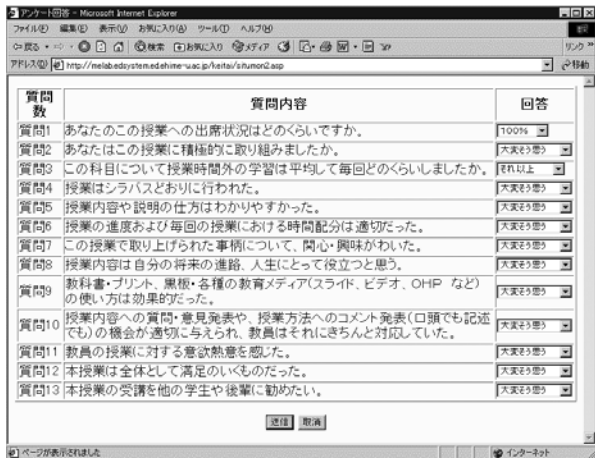 アンケート回答 - Microsoft Internet Explorer
ファイル(F) 編集(E) 表示(V) お気に入り(A) ツール(T) ヘルプ(H)
戻る 検索 お気に入り メディア
リンク
アドレス(D) http://melab.edsystem.ed.ehime-u.ac.jp/keitai/situmon2.asp 移動
質問数 質問内容 回答
質問1 あなたのこの授業への出席状況はどのくらいですか。 100%
質問2 あなたはこの授業に積極的に取り組みましたか。 大変そう思う
質問3 この科目について授業時間外の学習は平均して毎回どのくらいしましたか。 それ以上
質問4 授業はシラバスどおりに行われた。 大変そう思う
質問5 授業内容や説明の仕方はわかりやすかった。 大変そう思う
質問6 授業の進度および毎回の授業における時間配分は適切だった。 大変そう思う
質問7 この授業で取り上げられた事柄について、関心・興味がわいた。 大変そう思う
質問8 授業内容は自分の将来の進路、人生にとって役立つと思う。 大変そう思う
質問9 教科書・プリント、黒板・各種の教育メディア(スライド、ビデオ、OHP など)
の使い方は効果的だった。 大変そう思う
質問10 授業内容への質問・意見発表や、授業方法へのコメント発表(口頭でも記述
でも)の機会が適切に与えられ、教員はそれにきちんと対応していた。 大変そう思う
質問11 教員の授業に対する意欲熱意を感じた。 大変そう思う
質問12 本授業は全体として満足のいくものだった。 大変そう思う
質問13 本授業の受講を他の学生や後輩に勧めたい。 大変そう思う
送信 取消
ページが表示されました インターネット